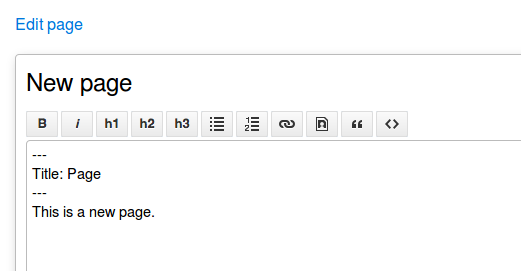 Edit page
New page
B i h1 h2 h3 “ <>
---
Title: Page
---
This is a new page.